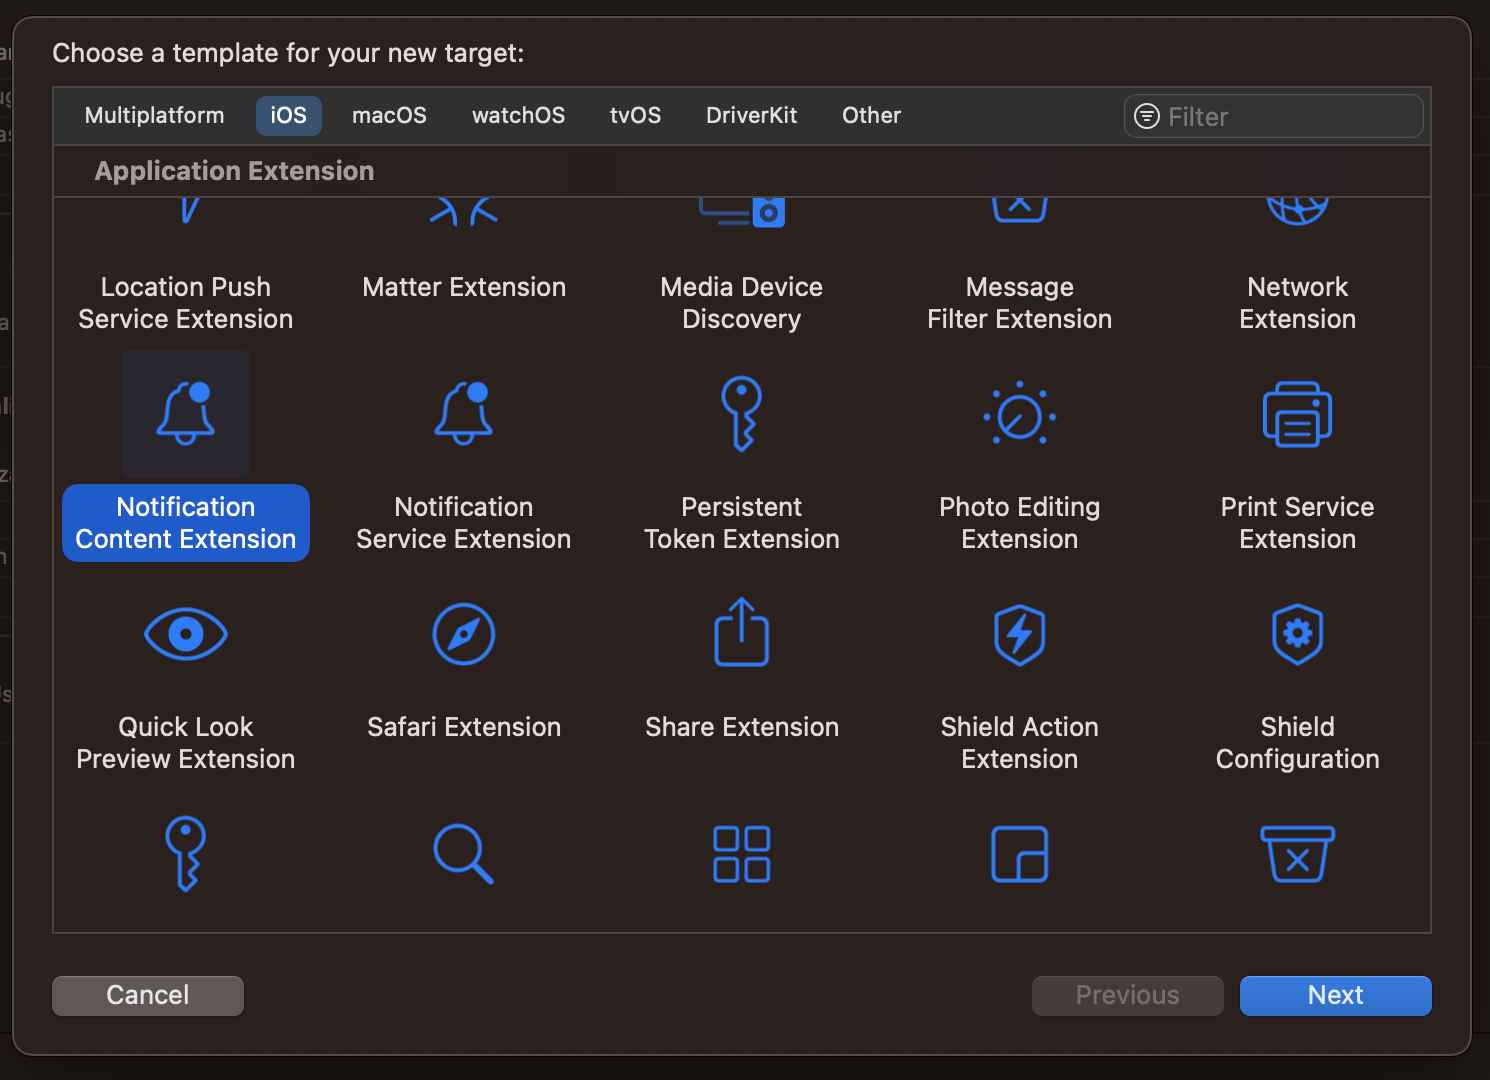 Choose a template for your new target:
Multiplatform iOS macOS watchOS tvOS DriverKit Other Filter
Application Extension
Location Push
Service Extension
Matter Extension
Media Device
Discovery
Message
Filter Extension
Network
Extension
Notification
Content Extension
Notification
Service Extension
Persistent
Token Extension
Photo Editing
Extension
Print Service
Extension
Quick Look
Preview Extension
Safari Extension
Share Extension
Shield Action
Extension
Shield
Configuration
Cancel Previous Next